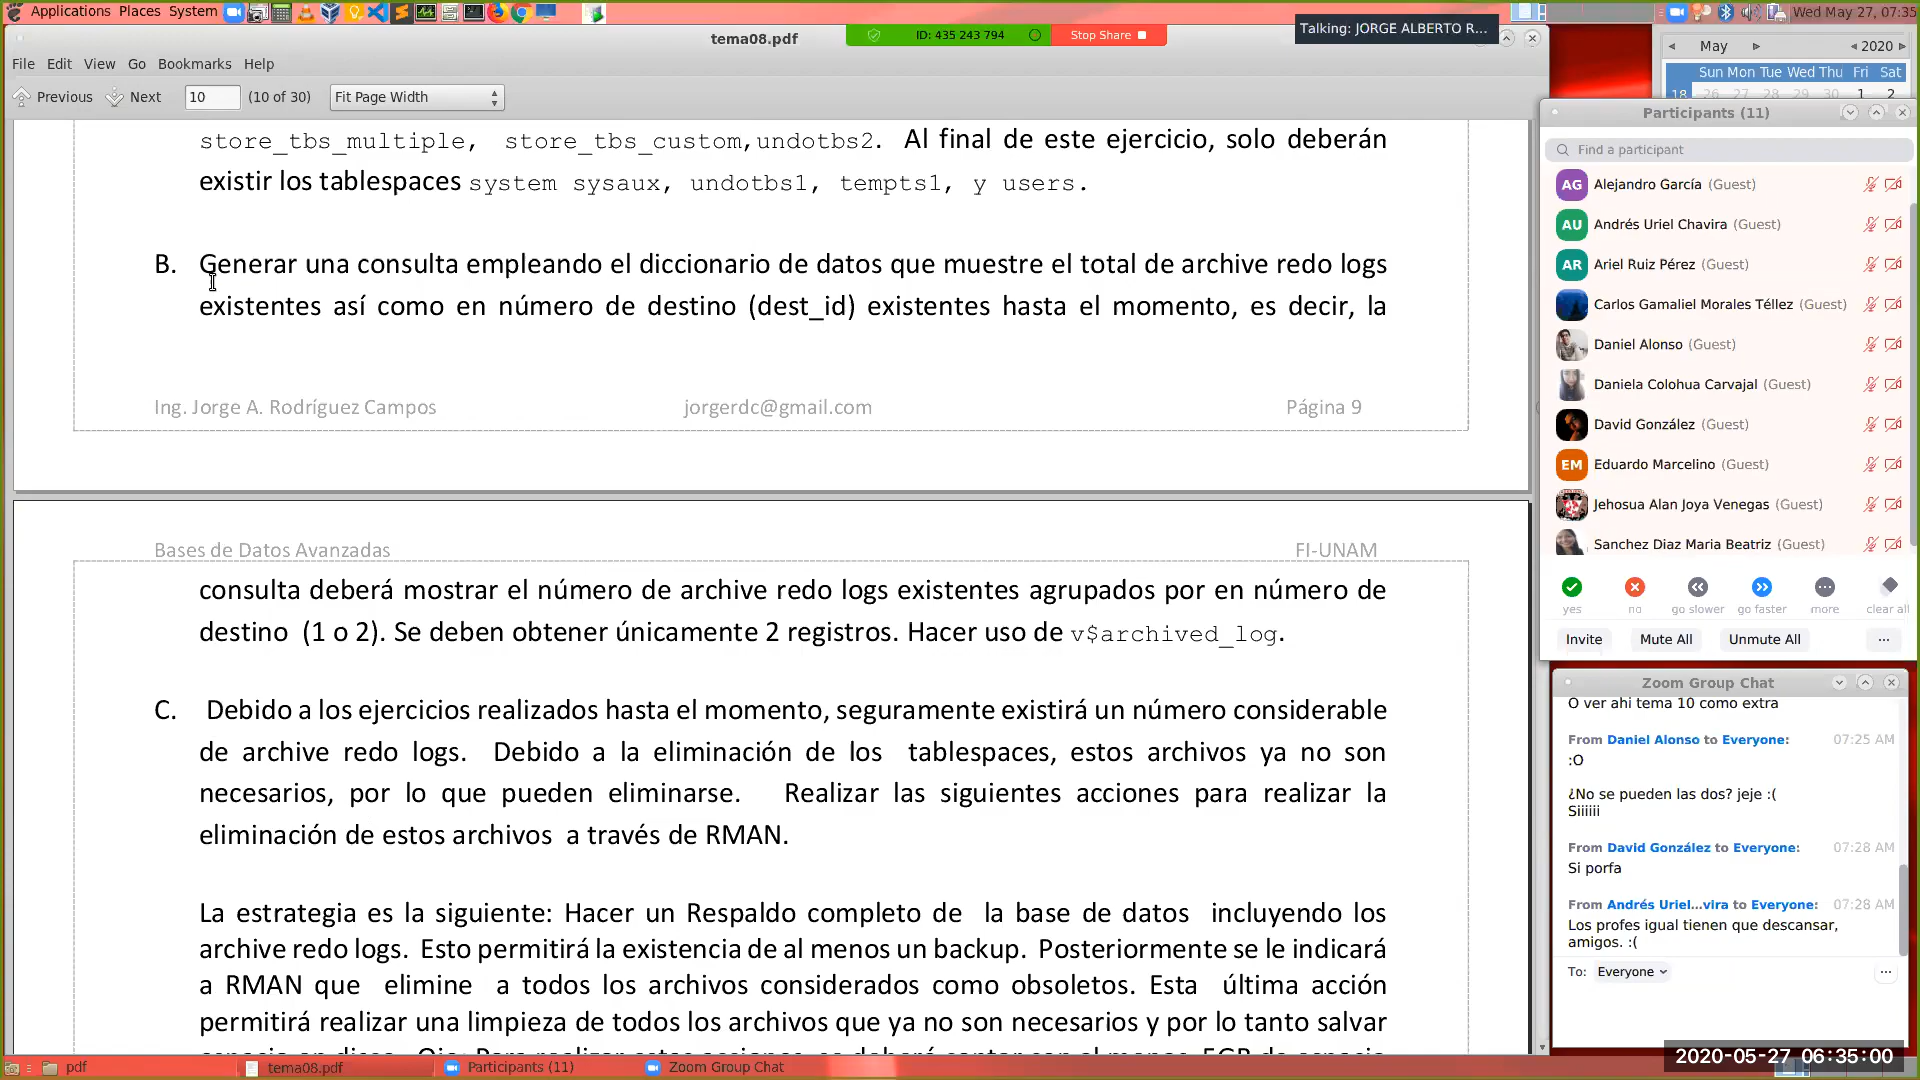 Applications Places System
Wed May 27, 07:35
tema08.pdf
ID: 435 243 794
Stop Share
Talking: JORGE ALBERTO R...
File Edit View Go Bookmarks Help
Previous Next 10 (10 of 30) Fit Page Width
store_tbs_multiple, store_tbs_custom,undotbs2. Al final de este ejercicio, solo deberán
existir los tablespaces system sysaux, undotbs1, tempts1, y users.
B. Generar una consulta empleando el diccionario de datos que muestre el total de archive redo logs
existentes así como en número de destino (dest_id) existentes hasta el momento, es decir, la
Ing. Jorge A. Rodríguez Campos jorgerdc@gmail.com Página 9
Bases de Datos Avanzadas FI-UNAM
consulta deberá mostrar el número de archive redo logs existentes agrupados por en número de
destino (1 o 2). Se deben obtener únicamente 2 registros. Hacer uso de v$archived_log.
C. Debido a los ejercicios realizados hasta el momento, seguramente existirá un número considerable
de archive redo logs. Debido a la eliminación de los tablespaces, estos archivos ya no son
necesarios, por lo que pueden eliminarse. Realizar las siguientes acciones para realizar la
eliminación de estos archivos a través de RMAN.
La estrategia es la siguiente: Hacer un Respaldo completo de la base de datos incluyendo los
archive redo logs. Esto permitirá la existencia de al menos un backup. Posteriormente se le indicará
a RMAN que elimine a todos los archivos considerados como obsoletos. Esta última acción
permitirá realizar una limpieza de todos los archivos que ya no son necesarios y por lo tanto salvar
May 2020
Sun Mon Tue Wed Thu Fri Sat
18 26 27 28 29 30 1 2
Participants (11)
Find a participant
AG Alejandro García (Guest)
AU Andrés Uriel Chavira (Guest)
AR Ariel Ruiz Pérez (Guest)
Carlos Gamaliel Morales Téllez (Guest)
Daniel Alonso (Guest)
Daniela Colohua Carvajal (Guest)
David González (Guest)
EM Eduardo Marcelino (Guest)
Jehosua Alan Joya Venegas (Guest)
Sanchez Diaz Maria Beatriz (Guest)
yes no go slower go faster more clear all
Invite Mute All Unmute All ...
Zoom Group Chat
O ver ahi tema 10 como extra
From Daniel Alonso to Everyone: 07:25 AM
:O
¿No se pueden las dos? jeje :(
Siiiiii
From David González to Everyone: 07:28 AM
Si porfa
From Andrés Uriel...vira to Everyone: 07:28 AM
Los profes igual tienen que descansar,
amigos. :(
To: Everyone ...
2020-05-27 06:35:00
pdf tema08.pdf Participants (11) Zoom Group Chat